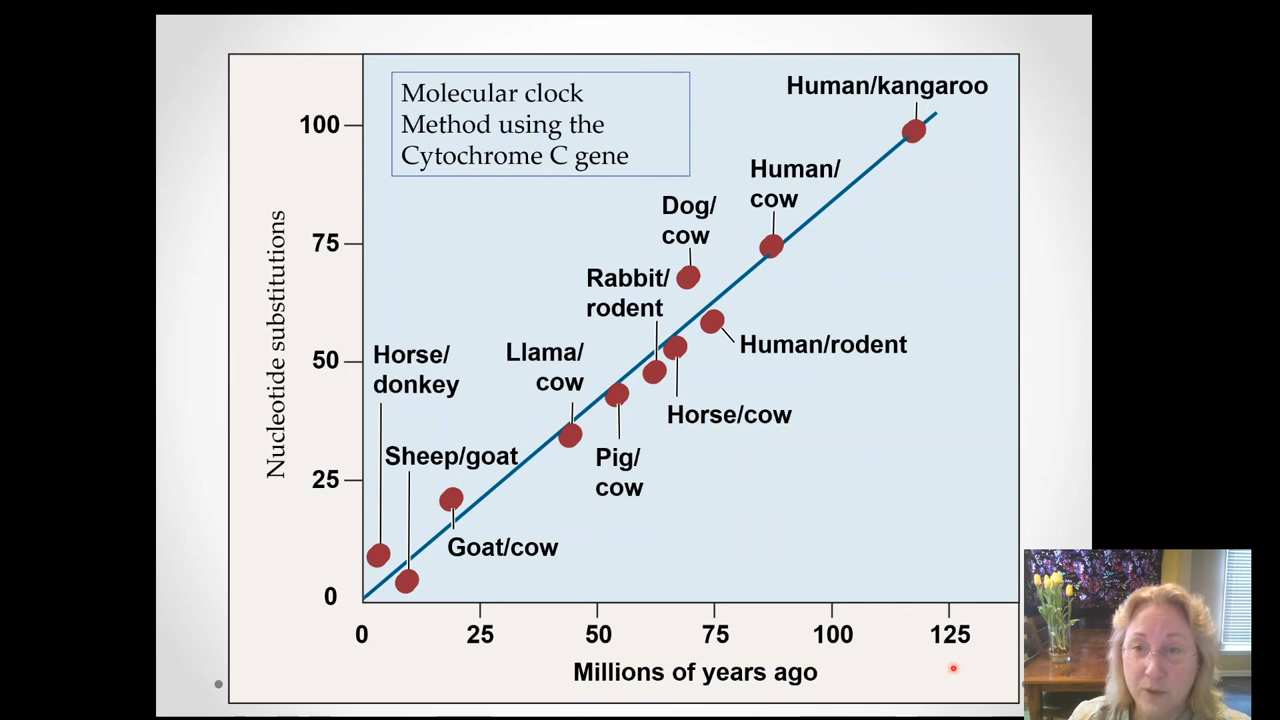 Molecular clock
Method using the
Cytochrome C gene
Human/kangaroo
100
Human/
cow
Dog/
cow
75
Rabbit/
rodent
Human/rodent
50
Horse/
donkey
Llama/
cow
Horse/cow
Sheep/goat
Pig/
cow
25
Goat/cow
0
Nucleotide substitutions
0 25 50 75 100 125
Millions of years ago